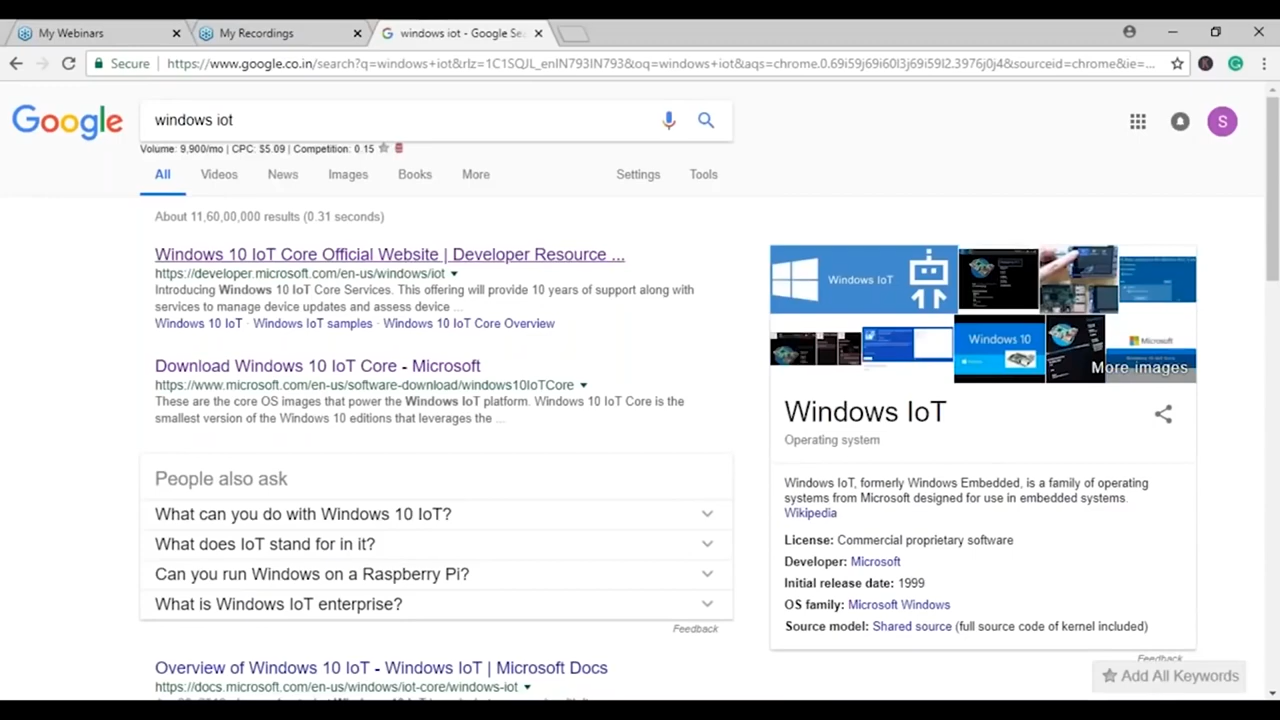 My Webinars
My Recordings
windows iot - Google Sea
Secure
https://www.google.co.in/search?q=windows+iot&rlz=1C1SQJL_enIN793IN793&oq=windows+iot&aqs=chrome.0.69i59j69i60l3j69i59l2.3976j0j4&sourceid=chrome&ie=...
Google
windows iot
S
Volume: 9,900/mo | CPC: $5.09 | Competition: 0.15
All
Videos
News
Images
Books
More
Settings
Tools
About 11,60,00,000 results (0.31 seconds)
Windows 10 IoT Core Official Website | Developer Resource ...
https://developer.microsoft.com/en-us/windows/iot
Introducing Windows 10 IoT Core Services. This offering will provide 10 years of support along with
services to manage device updates and assess device ...
Windows 10 IoT · Windows IoT samples · Windows 10 IoT Core Overview
Download Windows 10 IoT Core - Microsoft
https://www.microsoft.com/en-us/software-download/windows10IoTCore
These are the core OS images that power the Windows IoT platform. Windows 10 IoT Core is the
smallest version of the Windows 10 editions that leverages the ...
People also ask
What can you do with Windows 10 IoT?
What does IoT stand for in it?
Can you run Windows on a Raspberry Pi?
What is Windows IoT enterprise?
Feedback
Overview of Windows 10 IoT - Windows IoT | Microsoft Docs
https://docs.microsoft.com/en-us/windows/iot-core/windows-iot
Windows IoT
Windows 10
Microsoft
More images
Windows IoT
Operating system
Windows IoT, formerly Windows Embedded, is a family of operating
systems from Microsoft designed for use in embedded systems.
Wikipedia
License: Commercial proprietary software
Developer: Microsoft
Initial release date: 1999
OS family: Microsoft Windows
Source model: Shared source (full source code of kernel included)
Feedback
Add All Keywords